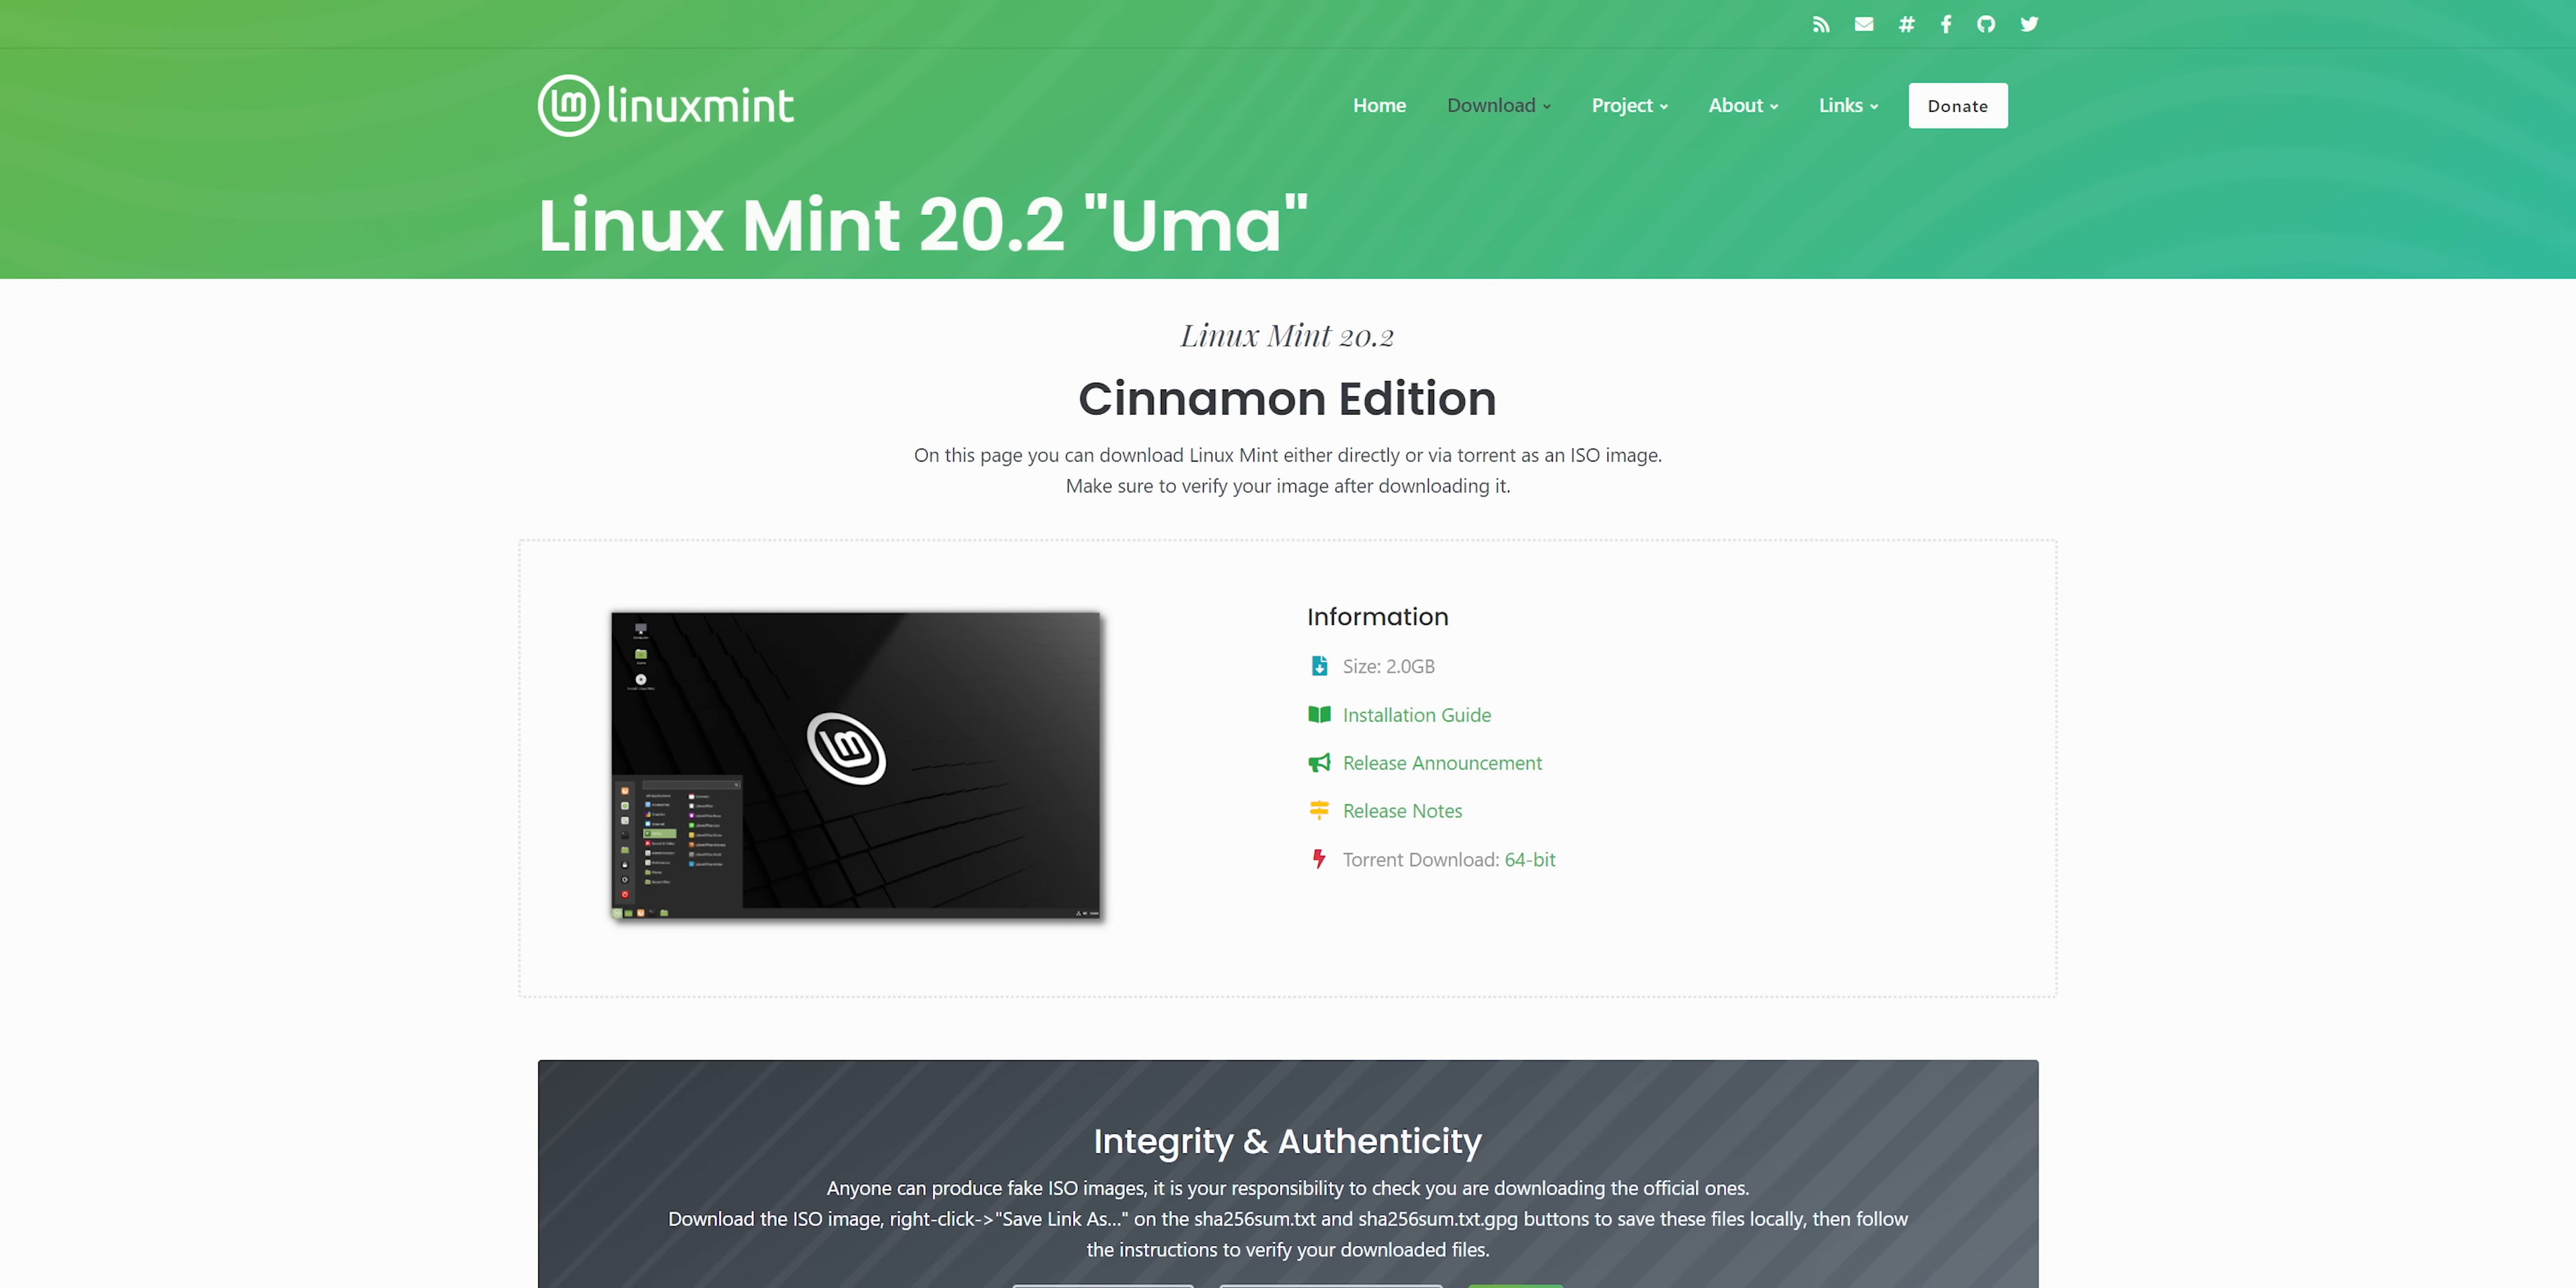 linuxmint
Home
Download
Project
About
Links
Donate
Linux Mint 20.2 "Uma"
Linux Mint 20.2
Cinnamon Edition
On this page you can download Linux Mint either directly or via torrent as an ISO image.
Make sure to verify your image after downloading it.
Information
Size: 2.0GB
Installation Guide
Release Announcement
Release Notes
Torrent Download: 64-bit
Integrity & Authenticity
Anyone can produce fake ISO images, it is your responsibility to check you are downloading the official ones.
Download the ISO image, right-click->"Save Link As..." on the sha256sum.txt and sha256sum.txt.gpg buttons to save these files locally, then follow
the instructions to verify your downloaded files.